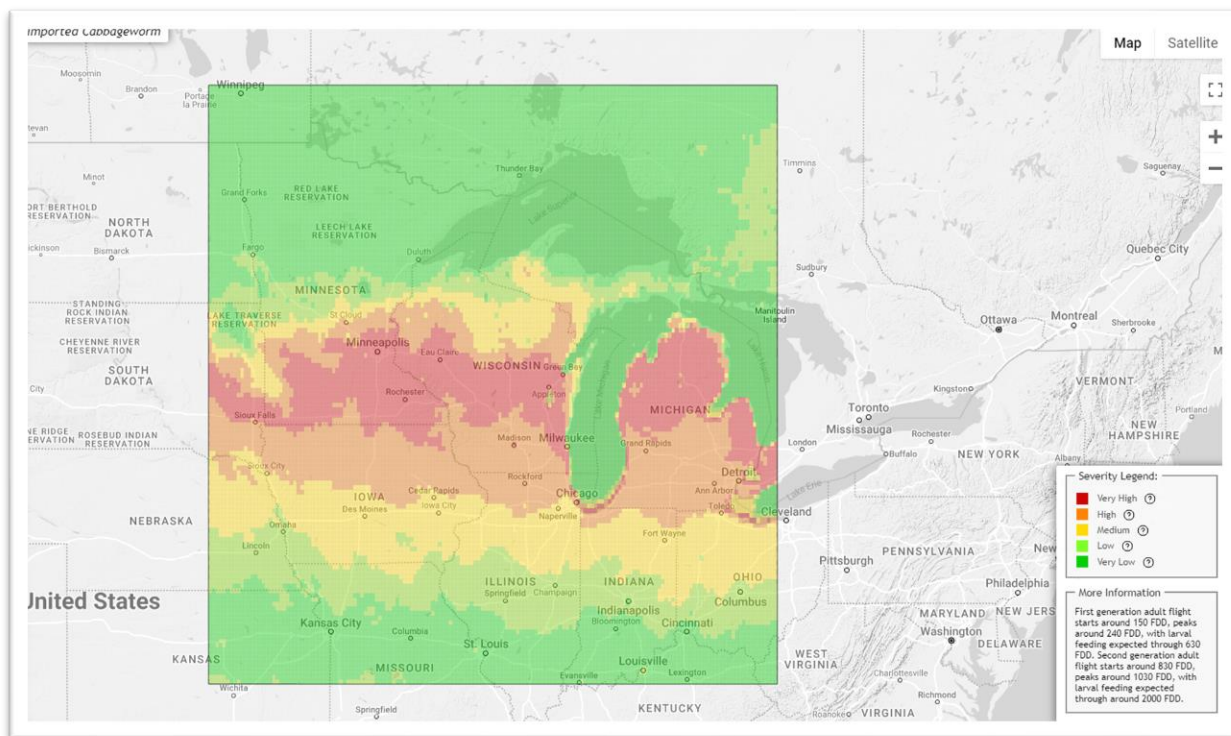 Imported Cabbageworm
Map
Satellite
Moosomin
Brandon
Portage
la Prairie
Winnipeg
Timmins
Saguenay
Thunder Bay
Lake Superior
Minot
Grand Forks
RED LAKE
RESERVATION
NORTH
DAKOTA
LEECH LAKE
RESERVATION
Quebec City
Bismarck
Fargo
Duluth
Sudbury
MINNESOTA
Manitoulin
Island
Ottawa
Montreal
Sherbrooke
STANDING
ROCK INDIAN
RESERVATION
LAKE TRAVERSE
RESERVATION
St Cloud
CHEYENNE RIVER
RESERVATION
Minneapolis
Eau Claire
WISCONSIN
Green Bay
Lake Michigan
SOUTH
DAKOTA
Kingston
VERMONT
Rochester
Appleton
MICHIGAN
Toronto
Mississauga
Portland
Sioux Falls
Rochester
NEW
HAMPSHIRE
ROSEBUD INDIAN
RESERVATION
Madison
Milwaukee
Grand Rapids
London
Buffalo
NEW YORK
Albany
Sioux City
Rockford
Detroit
Ann Arbor
Chicago
Lake Erie
IOWA
Cedar Rapids
Iowa City
Des Moines
Naperville
Cleveland
NEBRASKA
Omaha
Fort Wayne
Lincoln
PENNSYLVANIA
Pittsburgh
ILLINOIS
Springfield
Champaign
INDIANA
OHIO
Columbus
Philadelphia
United States
Indianapolis
Bloomington
MARYLAND
Kansas City
Columbia
Cincinnati
Washington
DELAWARE
St. Louis
WEST
VIRGINIA
KANSAS
MISSOURI
Louisville
Charlottesville
Wichita
Evansville
Lexington
Richmond
Springfield
KENTUCKY
Roanoke
VIRGINIA
Severity Legend:
Very High
High
Medium
Low
Very Low
More Information
First generation adult flight
starts around 150 FDD, peaks
around 240 FDD, with larval
feeding expected through 630
FDD. Second generation adult
flight starts around 830 FDD,
peaks around 1030 FDD, with
larval feeding expected
through around 2000 FDD.